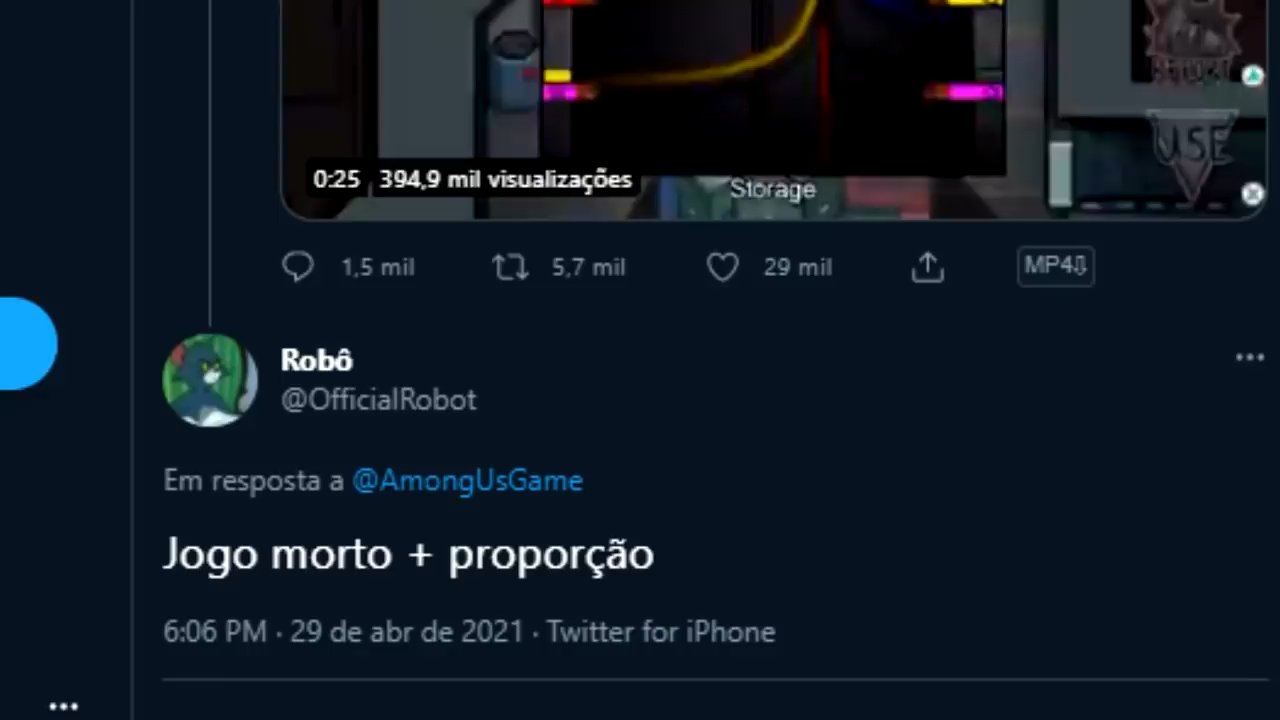 USE
0:25 394,9 mil visualizações
Storage
1,5 mil 5,7 mil 29 mil MP4
Robô
@OfficialRobot
Em resposta a @AmongUsGame
Jogo morto + proporção
6:06 PM · 29 de abr de 2021 · Twitter for iPhone